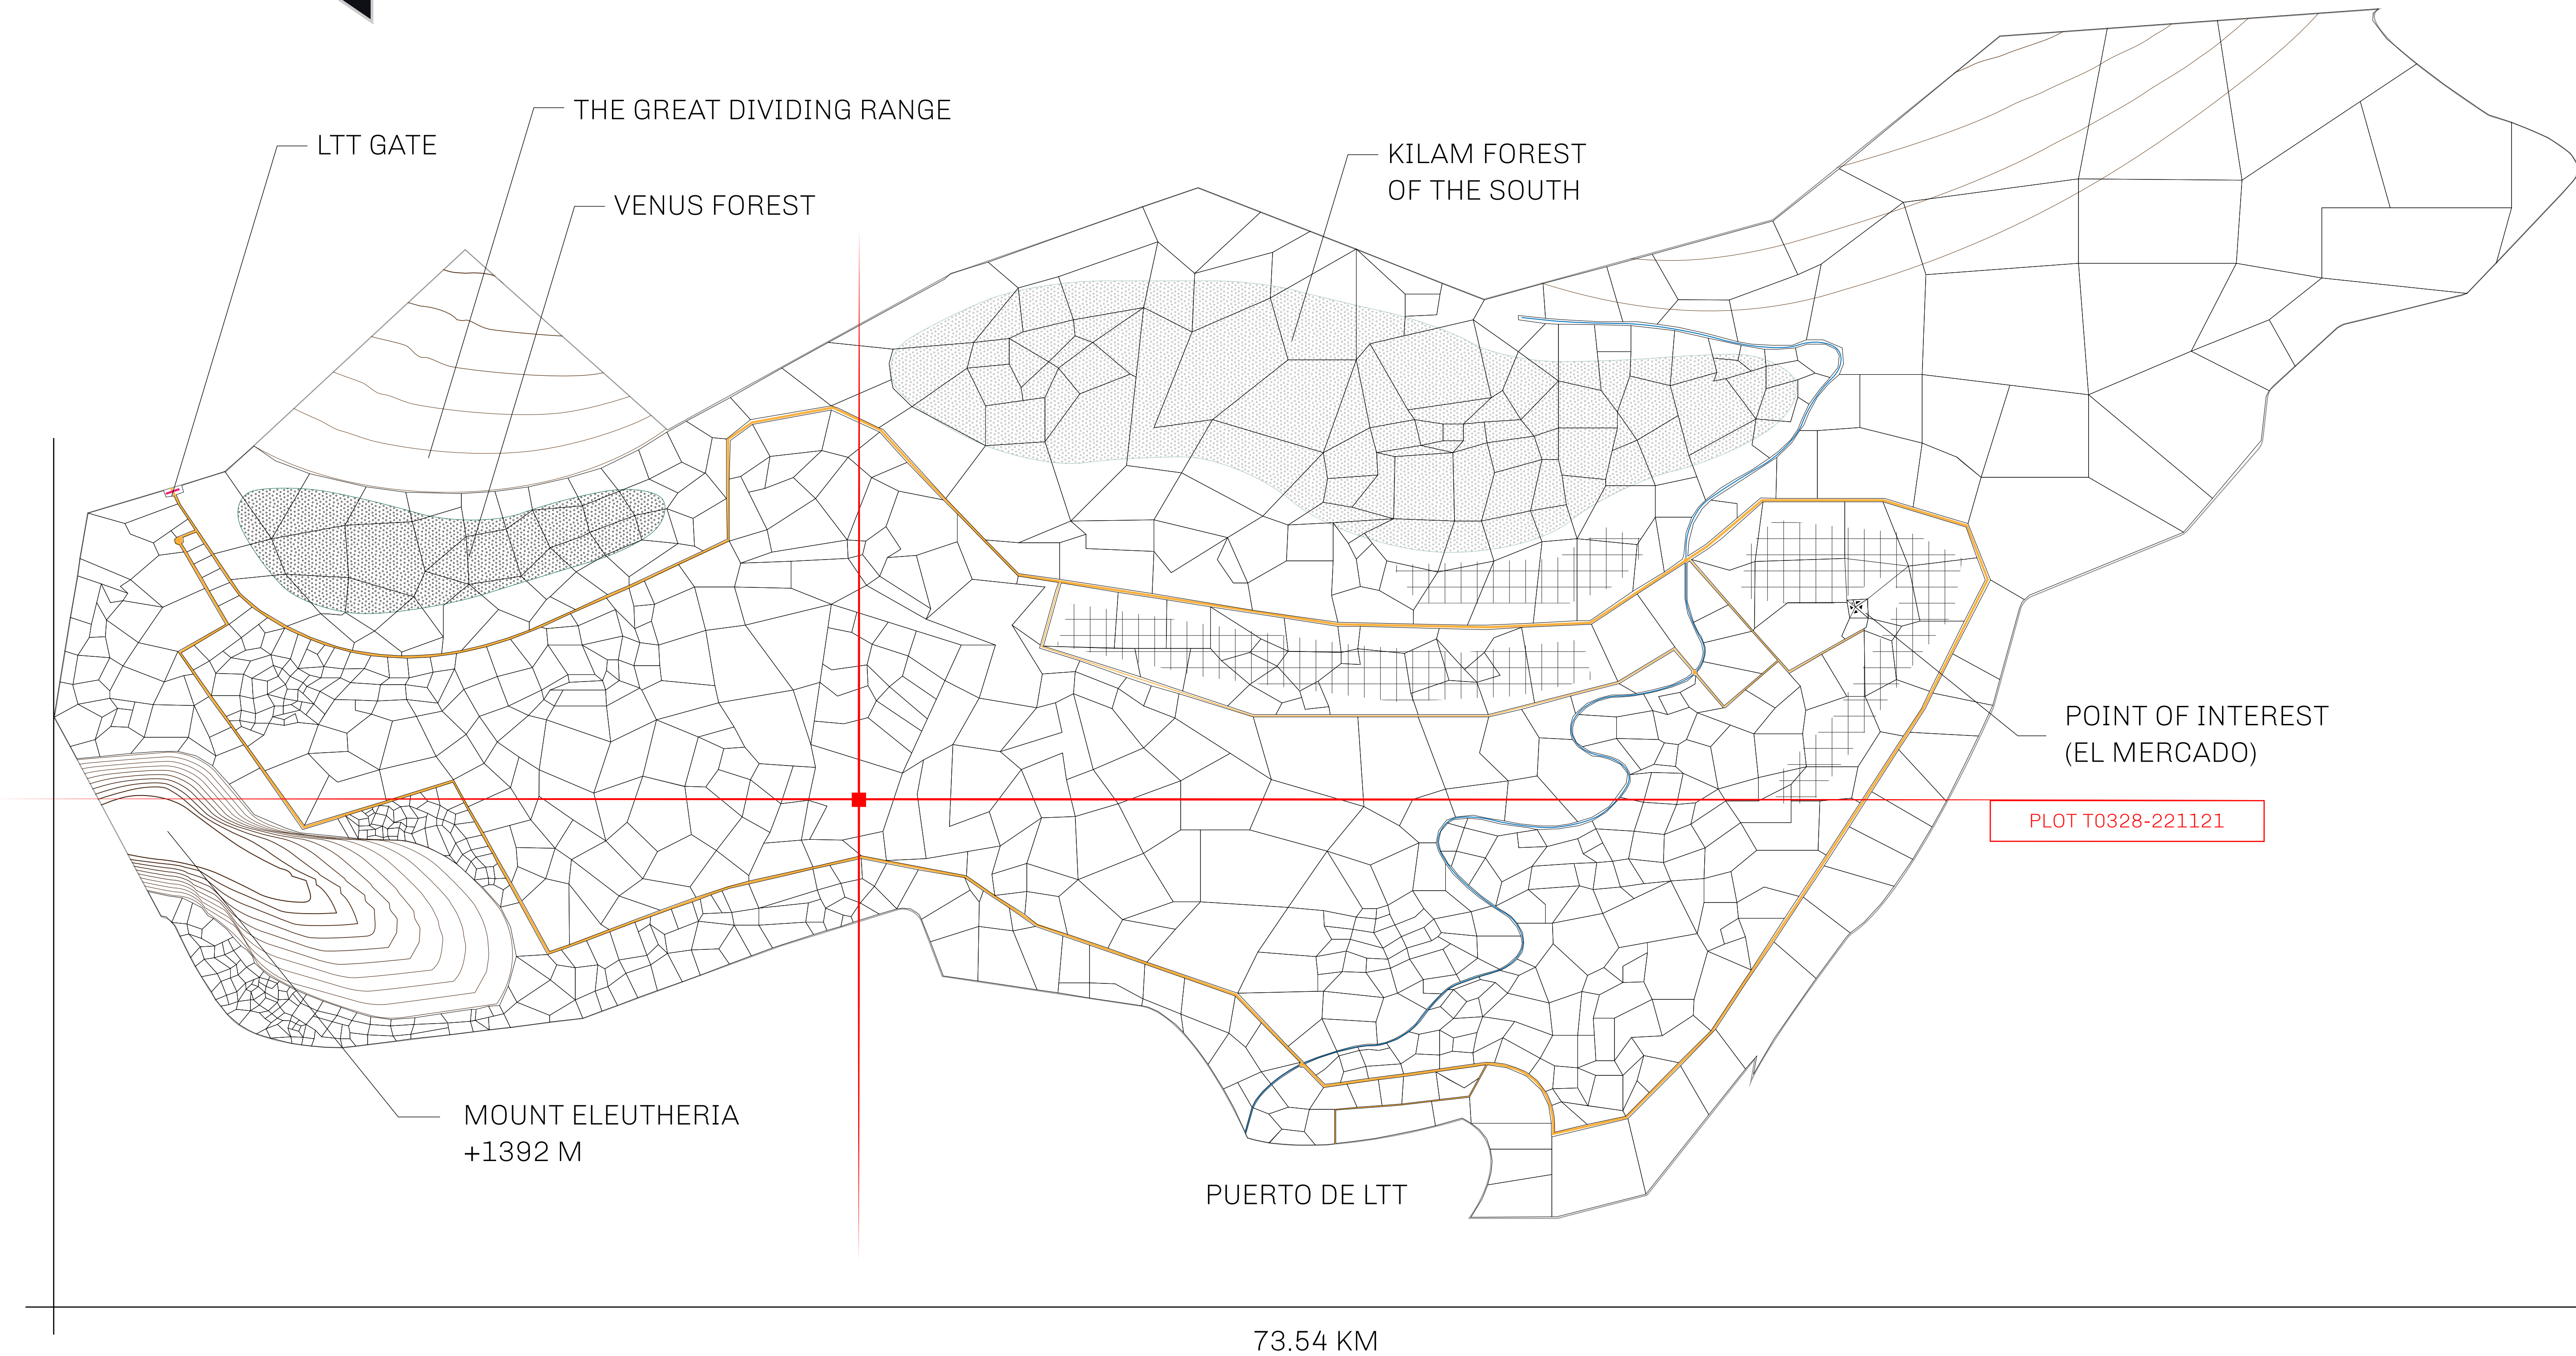 THE GREAT DIVIDING RANGE
LTT GATE
VENUS FOREST
KILAM FOREST
OF THE SOUTH
POINT OF INTEREST
(EL MERCADO)
PLOT T0328-221121
MOUNT ELEUTHERIA
+1392 M
PUERTO DE LTT
73.54 KM